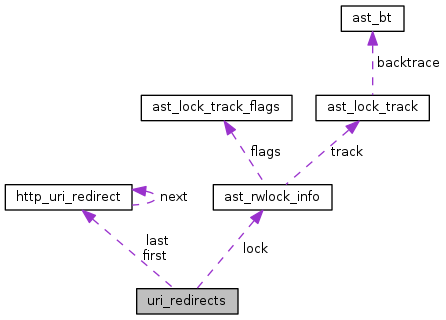 ast_bt
backtrace
ast_lock_track_flags
ast_lock_track
flags
track
http_uri_redirect
next
ast_rwlock_info
last
first
lock
uri_redirects